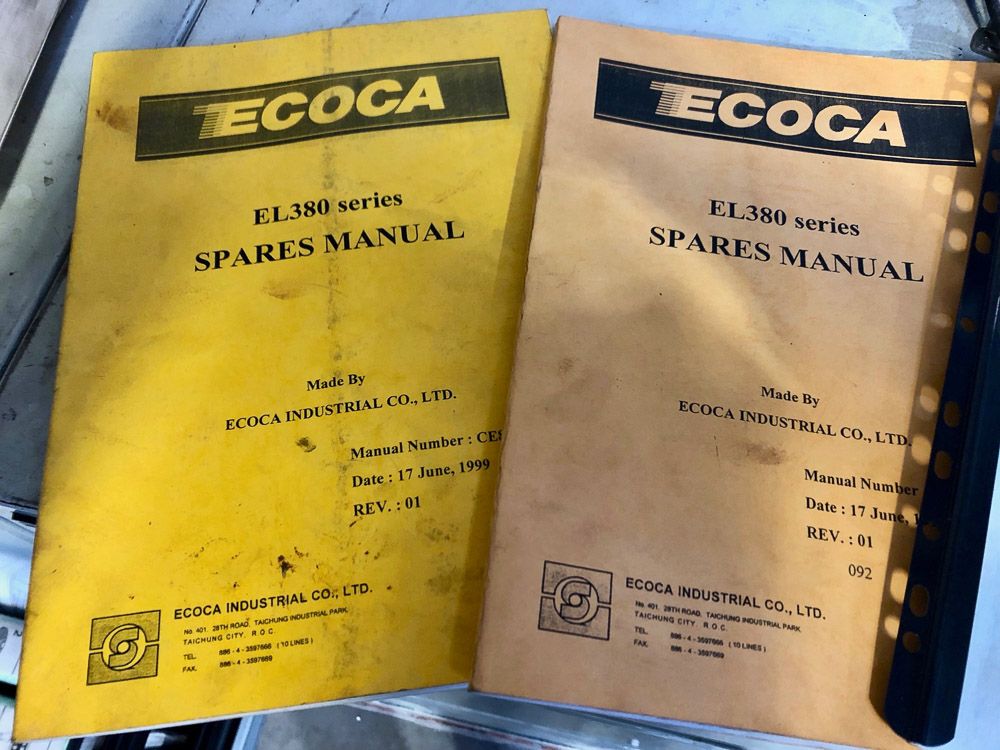 ECOCA
EL380 series
SPARES MANUAL
Made By
ECOCA INDUSTRIAL CO., LTD.
Manual Number : CE
Date : 17 June, 1999
REV. : 01
ECOCA INDUSTRIAL CO., LTD.
No. 401, 28TH ROAD, TAICHUNG INDUSTRIAL PARK,
TAICHUNG CITY. R.O.C.
TEL. 886-4-3597666 (10 LINES)
FAX. 886-4-3597669
ECOCA
EL380 series
SPARES MANUAL
Made By
ECOCA INDUSTRIAL CO., LTD.
Manual Number
Date : 17 June,
REV. : 01
092
ECOCA INDUSTRIAL CO., LTD.
No. 401, 28TH ROAD, TAICHUNG INDUSTRIAL PARK,
TAICHUNG CITY. R.O.C.
TEL. 886-4-3597666 (10 LINES)
FAX. 886-4-3597669